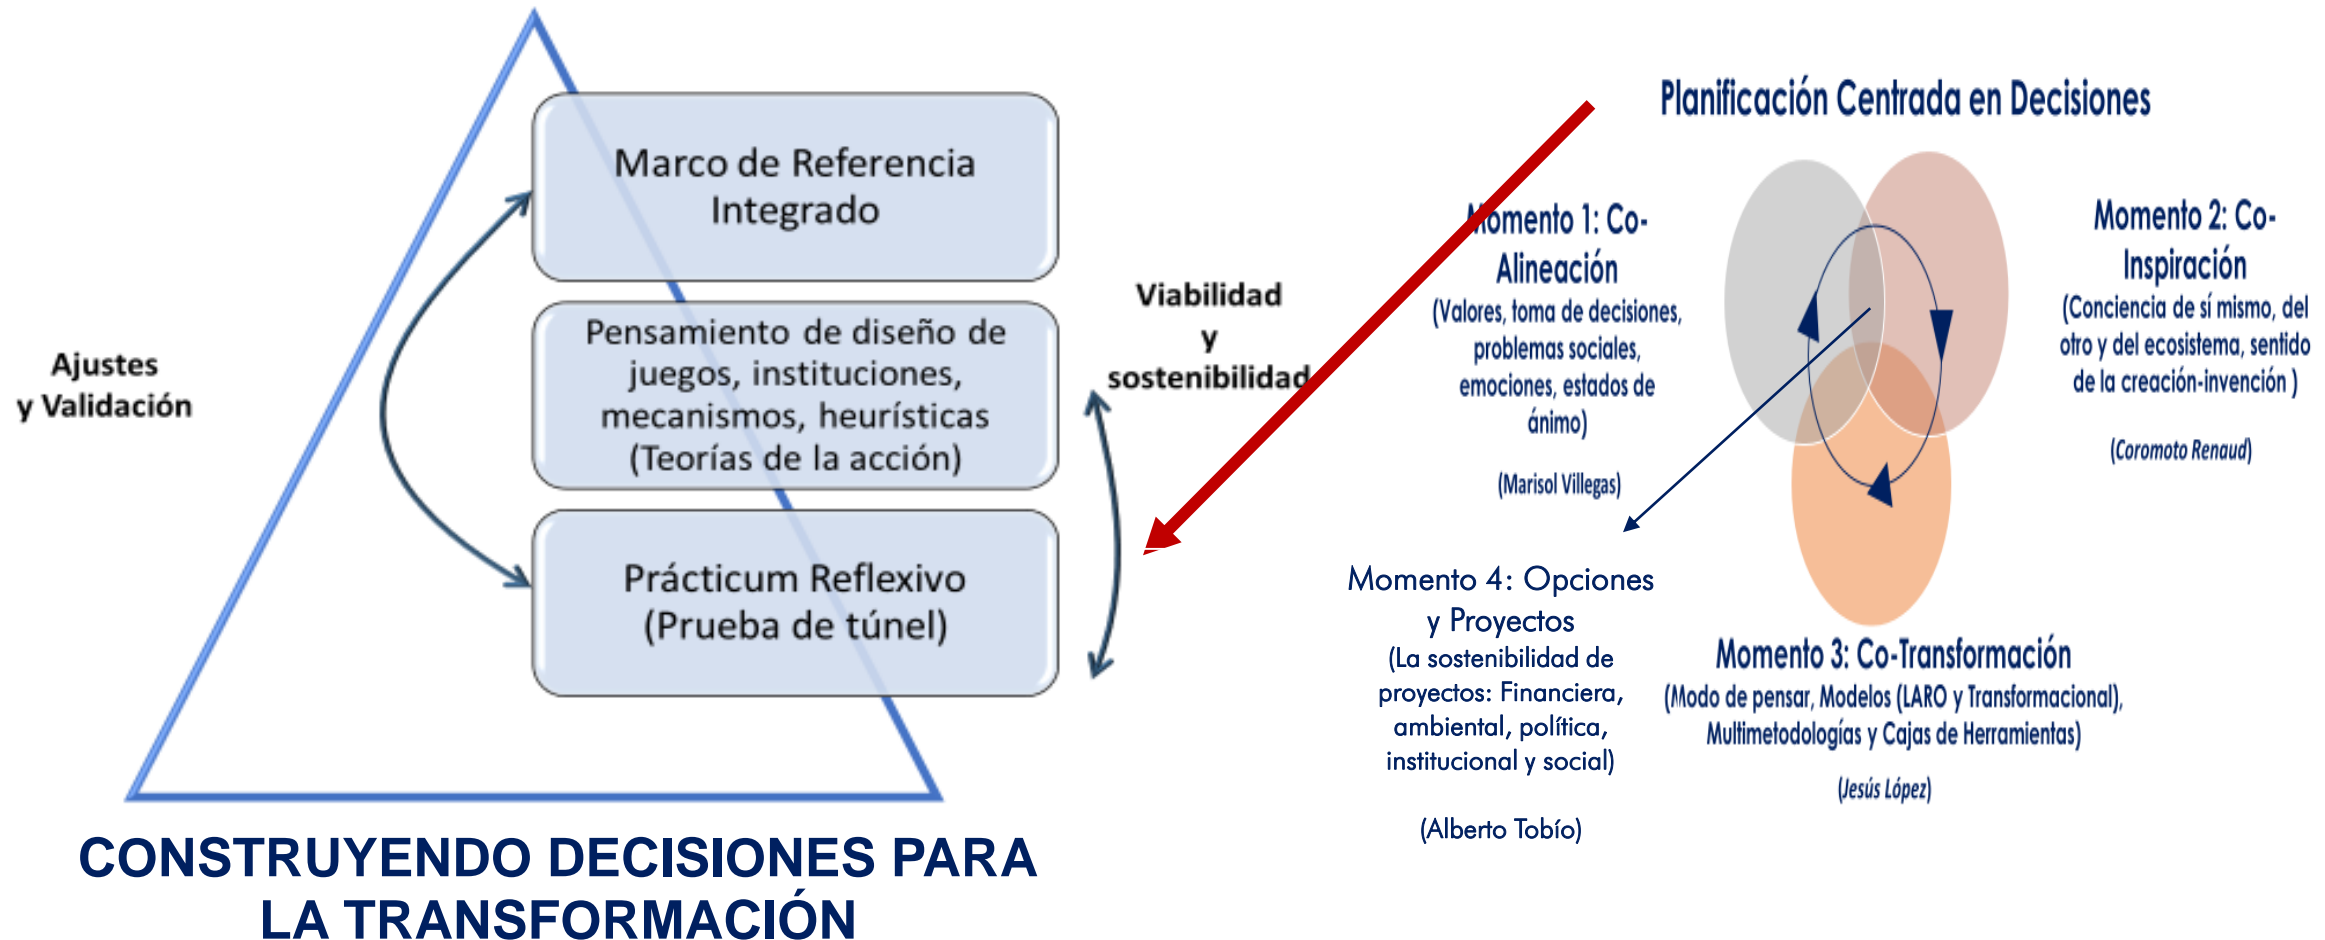 Marco de Referencia
Integrado
Pensamiento de diseño de
juegos, instituciones,
mecanismos, heurísticas
(Teorías de la acción)
Prácticum Reflexivo
(Prueba de túnel)
Ajustes
y Validación
Viabilidad
y
sostenibilidad
CONSTRUYENDO DECISIONES PARA
LA TRANSFORMACIÓN
Planificación Centrada en Decisiones
Momento 1: Co-
Alineación
(Valores, toma de decisiones,
problemas sociales,
emociones, estados de
ánimo)
(Marisol Villegas)
Momento 2: Co-
Inspiración
(Conciencia de sí mismo, del
otro y del ecosistema, sentido
de la creación-invención )
(Coromoto Renaud)
Momento 4: Opciones
y Proyectos
(La sostenibilidad de
proyectos: Financiera,
ambiental, política,
institucional y social)
(Alberto Tobío)
Momento 3: Co-Transformación
(Modo de pensar, Modelos (LARO y Transformacional),
Multimetodologías y Cajas de Herramientas)
(Jesús López)